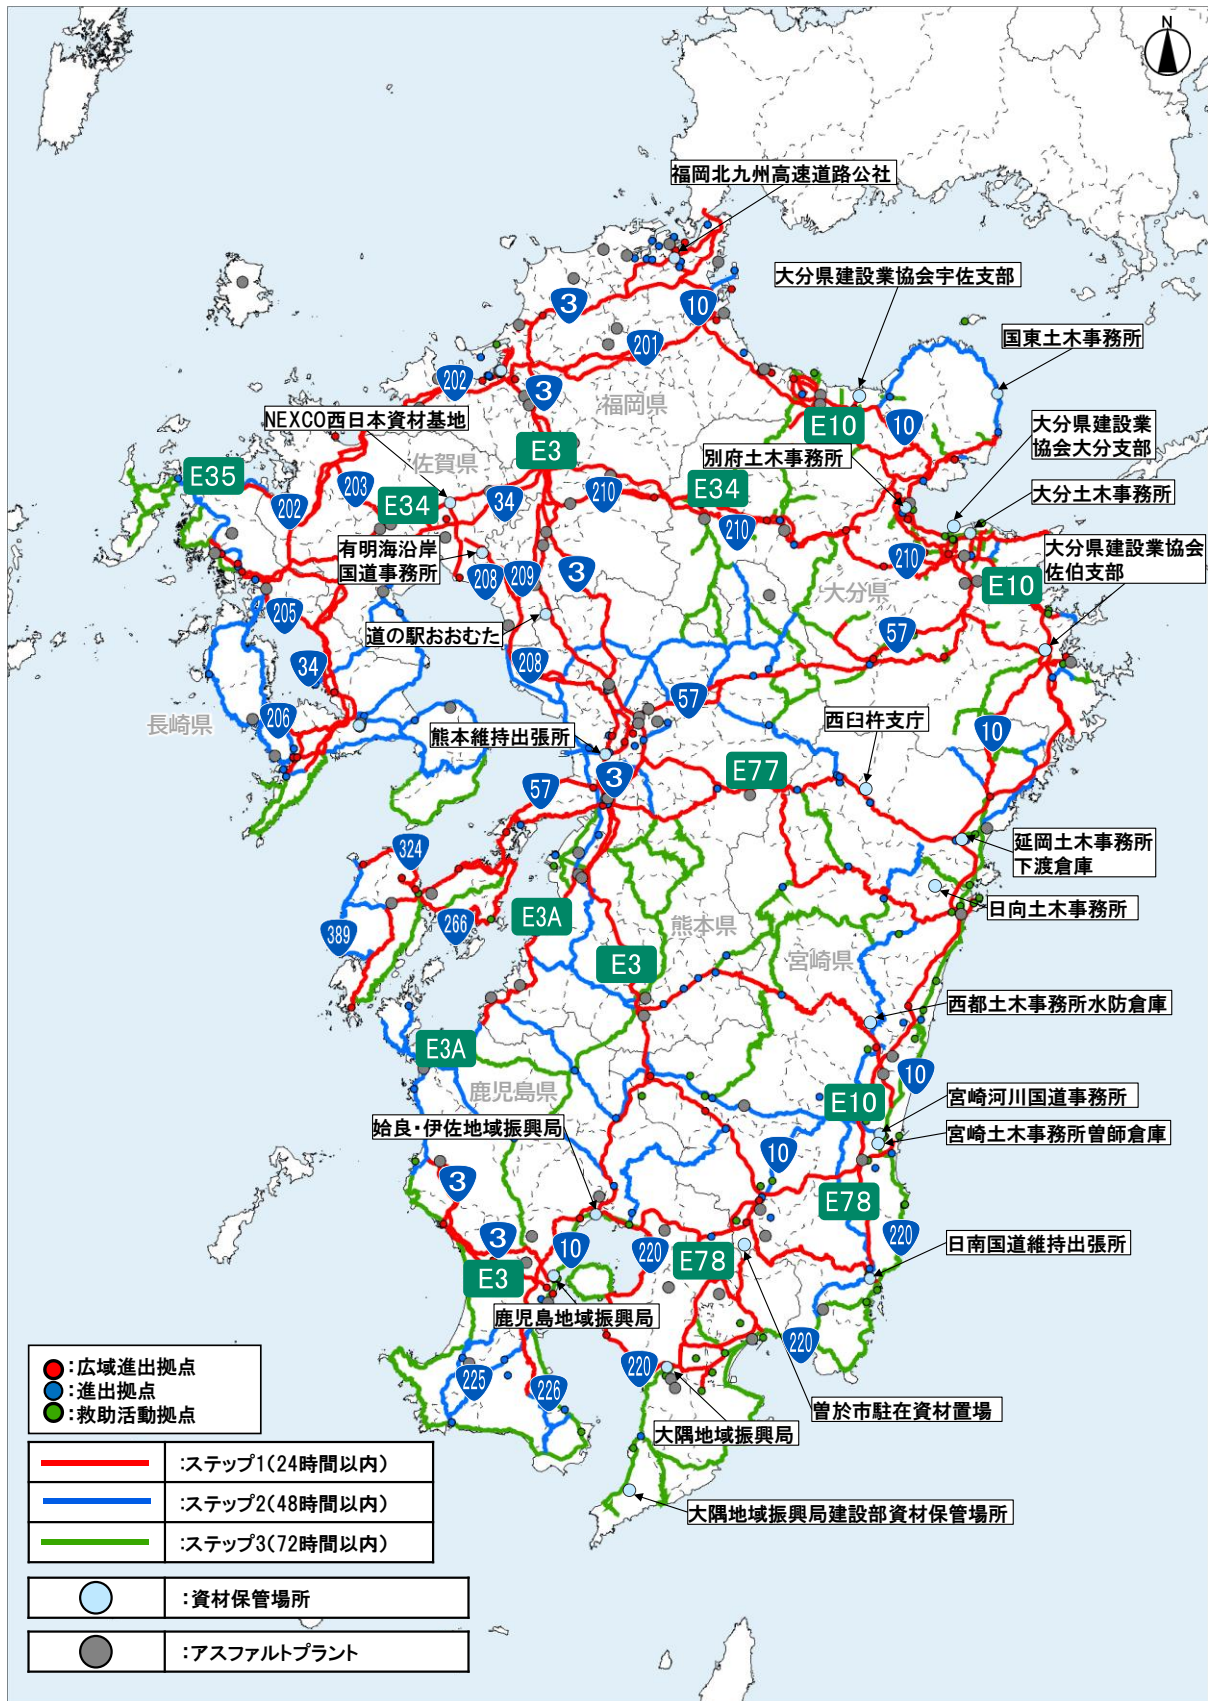 N
福岡北九州高速道路公社
大分県建設業協会宇佐支部
3
10
国東土木事務所
201
202
3
福岡県
NEXCO西日本資材基地
E10
10
大分県建設業
協会大分支部
佐賀県
E3
別府土木事務所
E35
203
E34
34
210
E34
大分土木事務所
202
210
210
大分県建設業協会
佐伯支部
有明海沿岸
国道事務所
208
209
3
E10
大分県
205
道の駅おおむた
57
34
208
57
長崎県
206
熊本維持出張所
西臼杵支庁
10
57
3
E77
324
延岡土木事務所
下渡倉庫
日向土木事務所
389
266
E3A
熊本県
E3
宮崎県
西都土木事務所水防倉庫
E3A
10
鹿児島県
E10
宮崎河川国道事務所
姶良・伊佐地域振興局
宮崎土木事務所曽師倉庫
10
3
E78
3
10
220
220
日南国道維持出張所
E3
E78
鹿児島地域振興局
220
220
225
226
曽於市駐在資材置場
大隅地域振興局
大隅地域振興局建設部資材保管場所
:広域進出拠点
:進出拠点
:救助活動拠点
:ステップ1(24時間以内)
:ステップ2(48時間以内)
:ステップ3(72時間以内)
:資材保管場所
:アスファルトプラント